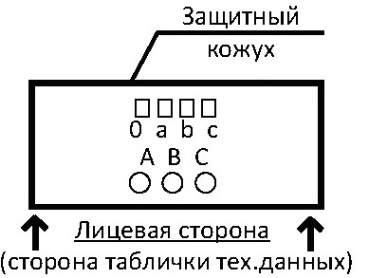 Защитный
кожух
0 a b c
A B C
Лицевая сторона
(сторона таблички тех.данных)